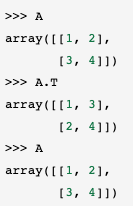 >>> A
array([[1, 2],
       [3, 4]])
>>> A.T
array([[1, 3],
       [2, 4]])
>>> A
array([[1, 2],
       [3, 4]])